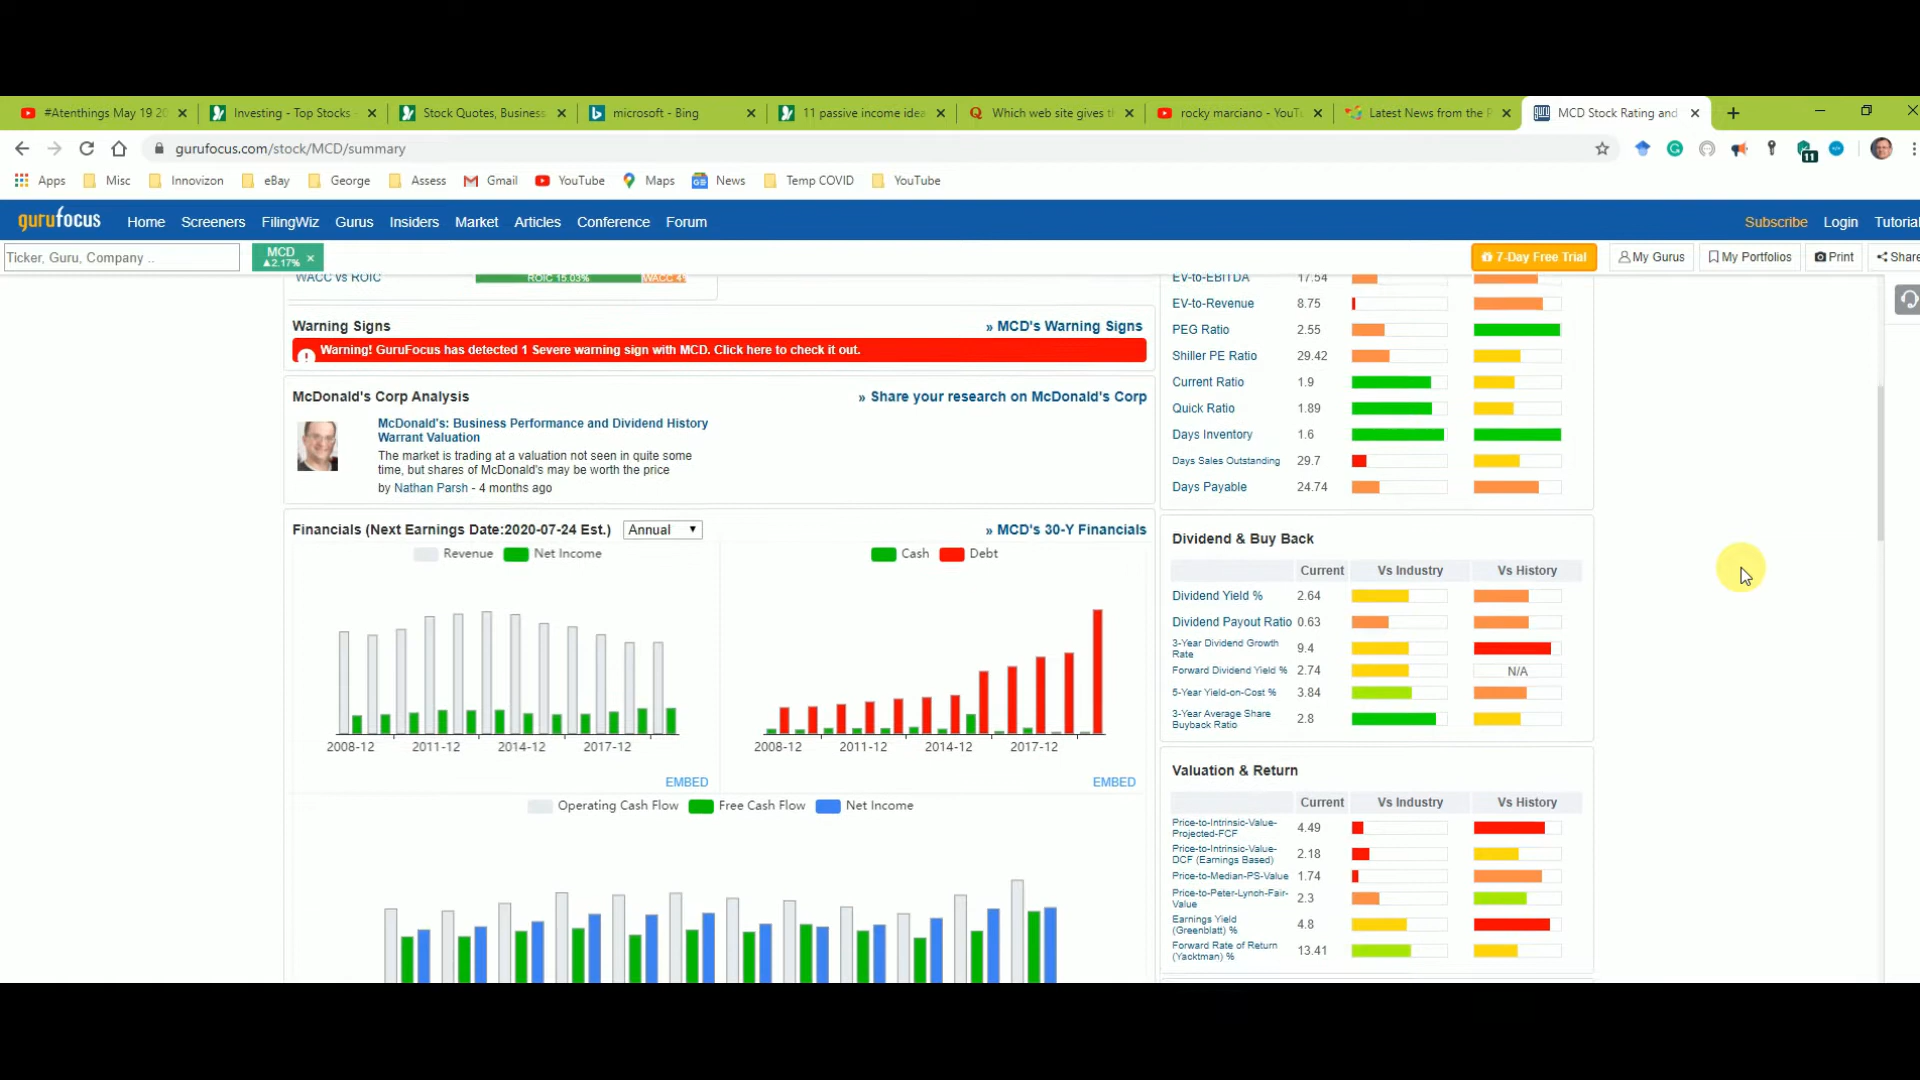 #Atenthings May 19 20
Investing - Top Stocks -
Stock Quotes, Business
microsoft - Bing
11 passive income idea
Which web site gives th
rocky marciano - YouTu
Latest News from the P
MCD Stock Rating and
gurufocus.com/stock/MCD/summary
11
Apps
Misc
Innovizon
eBay
George
Assess
Gmail
YouTube
Maps
News
Temp COVID
YouTube
gurufocus
Home
Screeners
FilingWiz
Gurus
Insiders
Market
Articles
Conference
Forum
Subscribe
Login
Tutorial
Ticker, Guru, Company ..
MCD
▲2.17%
7-Day Free Trial
My Gurus
My Portfolios
Print
Share
WACC vs ROIC
ROIC 15.03%
WACC 4%
Warning Signs
» MCD's Warning Signs
Warning! GuruFocus has detected 1 Severe warning sign with MCD. Click here to check it out.
McDonald's Corp Analysis
» Share your research on McDonald's Corp
McDonald's: Business Performance and Dividend History
Warrant Valuation
The market is trading at a valuation not seen in quite some
time, but shares of McDonald's may be worth the price
by Nathan Parsh - 4 months ago
Financials (Next Earnings Date:2020-07-24 Est.)
Annual
» MCD's 30-Y Financials
Revenue
Net Income
2008-12
2011-12
2014-12
2017-12
EMBED
Cash
Debt
2008-12
2011-12
2014-12
2017-12
EMBED
Operating Cash Flow
Free Cash Flow
Net Income
EV-to-EBITDA 17.54
EV-to-Revenue 8.75
PEG Ratio 2.55
Shiller PE Ratio 29.42
Current Ratio 1.9
Quick Ratio 1.89
Days Inventory 1.6
Days Sales Outstanding 29.7
Days Payable 24.74
Dividend & Buy Back
Current Vs Industry Vs History
Dividend Yield % 2.64
Dividend Payout Ratio 0.63
3-Year Dividend Growth
Rate 9.4
Forward Dividend Yield % 2.74 N/A
5-Year Yield-on-Cost % 3.84
3-Year Average Share
Buyback Ratio 2.8
Valuation & Return
Current Vs Industry Vs History
Price-to-Intrinsic-Value-
Projected-FCF 4.49
Price-to-Intrinsic-Value-
DCF (Earnings Based) 2.18
Price-to-Median-PS-Value 1.74
Price-to-Peter-Lynch-Fair-
Value 2.3
Earnings Yield
(Greenblatt) % 4.8
Forward Rate of Return
(Yacktman) % 13.41